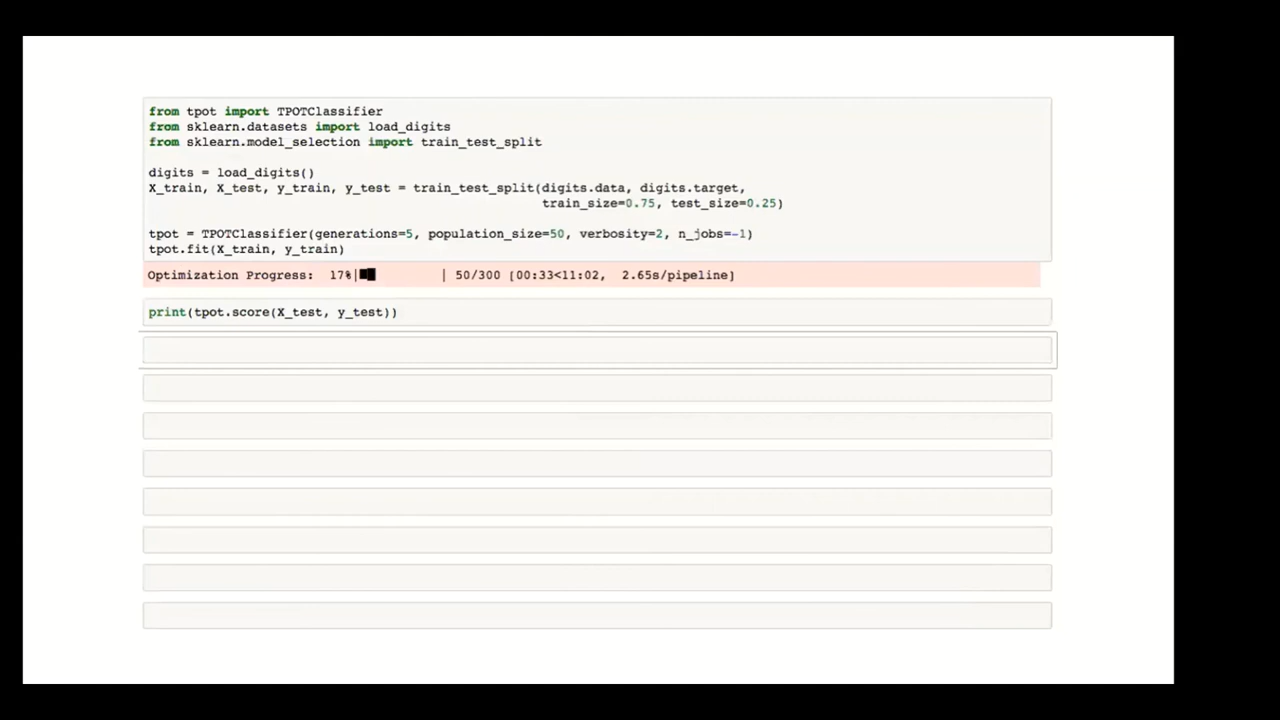 from tpot import TPOTClassifier
from sklearn.datasets import load_digits
from sklearn.model_selection import train_test_split
digits = load_digits()
X_train, X_test, y_train, y_test = train_test_split(digits.data, digits.target,
train_size=0.75, test_size=0.25)
tpot = TPOTClassifier(generations=5, population_size=50, verbosity=2, n_jobs=-1)
tpot.fit(X_train, y_train)
Optimization Progress: 17%|██ | 50/300 [00:33<11:02, 2.65s/pipeline]
print(tpot.score(X_test, y_test))